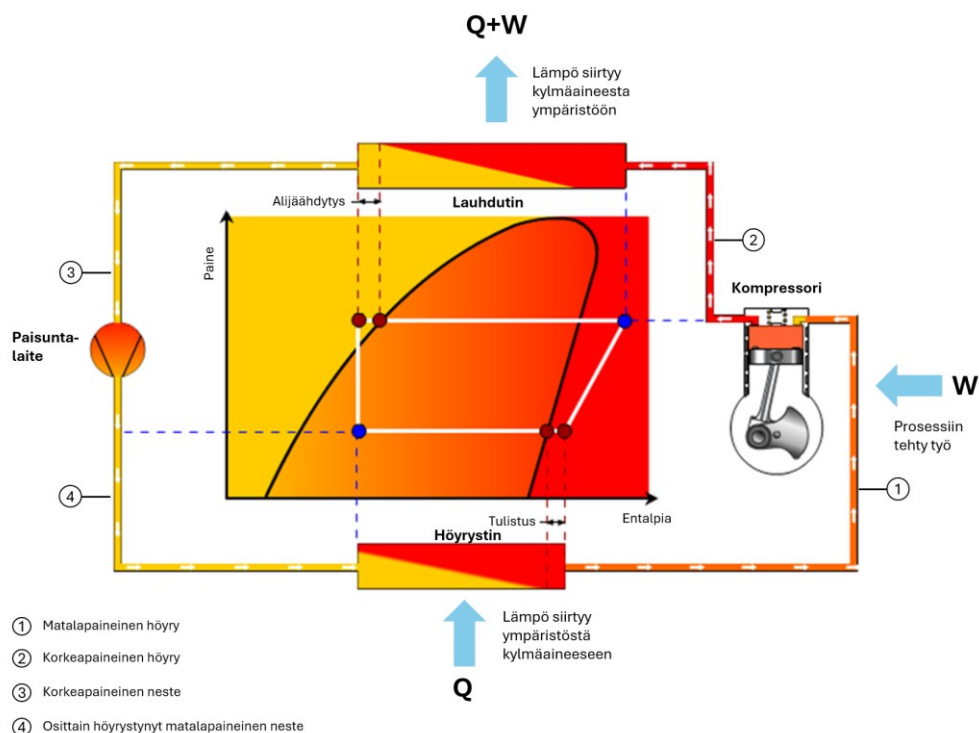 Q+W
Lämpö siirtyy
kylmäaineesta
ympäristöön
Alijäähdytys
Lauhdutin
2
3
Paine
Kompressori
Paisunta-
laite
W
Prosessiin
tehty työ
4
1
Tulistus
Entalpia
Höyrystin
Lämpö siirtyy
ympäristöstä
kylmäaineeseen
Q
1 Matalapaineinen höyry
2 Korkeapaineinen höyry
3 Korkeapaineinen neste
4 Osittain höyrystynyt matalapaineinen neste